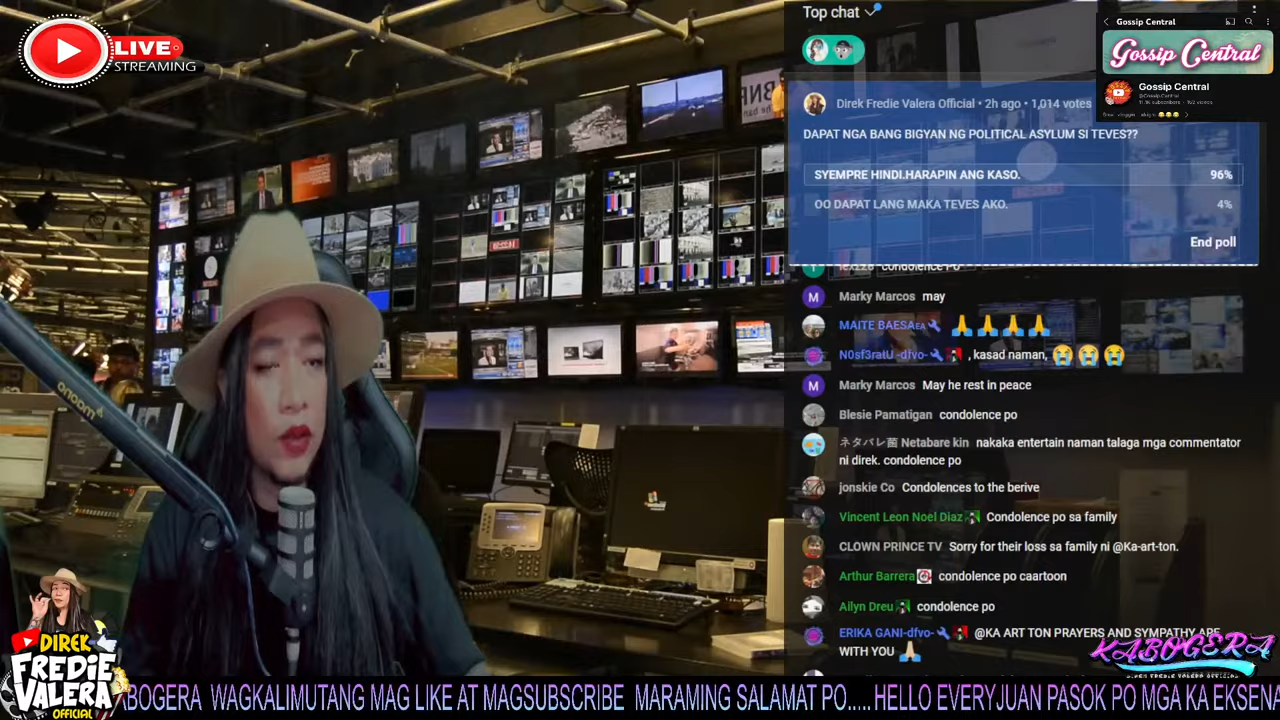 LIVE
STREAMING
Top chat
Gossip Central
Gossip Central
Gossip Central
Direk Fredie Valera Official • 2h ago • 1,014 votes
DAPAT NGA BANG BIGYAN NG POLITICAL ASYLUM SI TEVES??
SYEMPRE HINDI.HARAPIN ANG KASO. 96%
OO DAPAT LANG MAKA TEVES AKO. 4%
End poll
condolence PO
Marky Marcos may
MAITE BAESA 🙏🙏🙏🙏
N0sf3ratU -dfvo- , kasad naman, 😭😭😭
Marky Marcos May he rest in peace
Blesie Pamatigan condolence po
ネタバレ菌 Netabare kin nakaka entertain naman talaga mga commentator
ni direk. condolence po
jonskie Co Condolences to the berive
Vincent Leon Noel Diaz Condolence po sa family
CLOWN PRINCE TV Sorry for their loss sa family ni @Ka-art-ton.
Arthur Barrera condolence po caartoon
Ailyn Dreu condolence po
ERIKA GANI-dfvo- @KA ART TON PRAYERS AND SYMPATHY ARE
WITH YOU 🙏
maono
DIREK
FREDIE
VALERA
OFFICIAL
KABOGERA
ABOGERA WAGKALIMUTANG MAG LIKE AT MAGSUBSCRIBE MARAMING SALAMAT PO..... HELLO EVERYJUAN PASOK PO MGA KA EKSENA